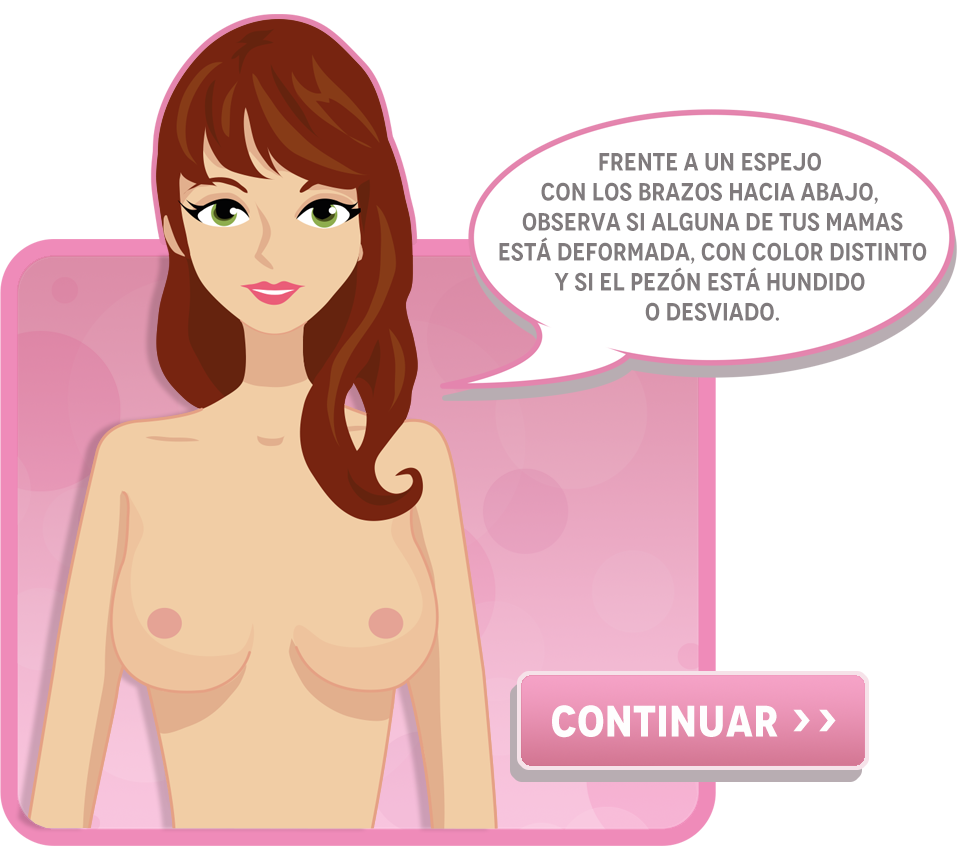 FRENTE A UN ESPEJO
CON LOS BRAZOS HACIA ABAJO,
OBSERVA SI ALGUNA DE TUS MAMAS
ESTÁ DEFORMADA, CON COLOR DISTINTO
Y SI EL PEZÓN ESTÁ HUNDIDO
O DESVIADO.
CONTINUAR >>